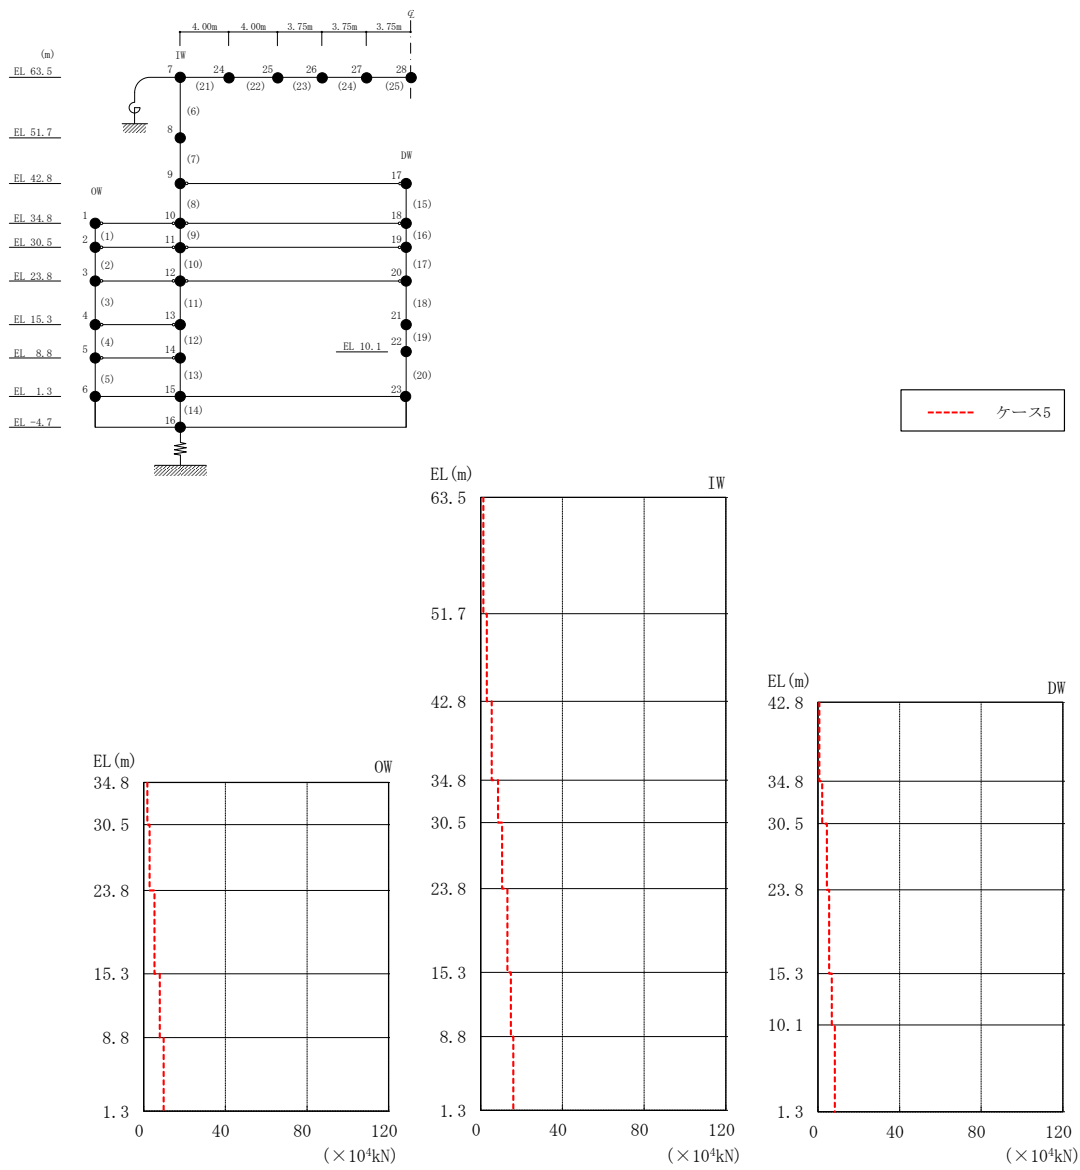 ℄
4.00m 4.00m 3.75m 3.75m 3.75m
(m)
IW
EL 63.5 7 24 25 26 27 28
(21) (22) (23) (24) (25)
(6)
EL 51.7 8
(7)
DW
EL 42.8 9 17
OW
(8) (15)
EL 34.8 1 10 18
(1) (9) (16)
EL 30.5 2 11 19
(2) (10) (17)
EL 23.8 3 12 20
(3) (11) (18)
EL 15.3 4 13 21
(4) (12) (19)
EL 10.1 22
EL 8.8 5 14
(5) (13) (20)
EL 1.3 6 15 23
(14)
EL -4.7 16
ケース5
EL(m) IW
63.5
51.7
42.8
34.8
30.5
23.8
15.3
8.8
1.3
0 40 80 120
(×10⁴kN)
EL(m) OW
34.8
30.5
23.8
15.3
8.8
1.3
0 40 80 120
(×10⁴kN)
EL(m) DW
42.8
34.8
30.5
23.8
15.3
10.1
1.3
0 40 80 120
(×10⁴kN)